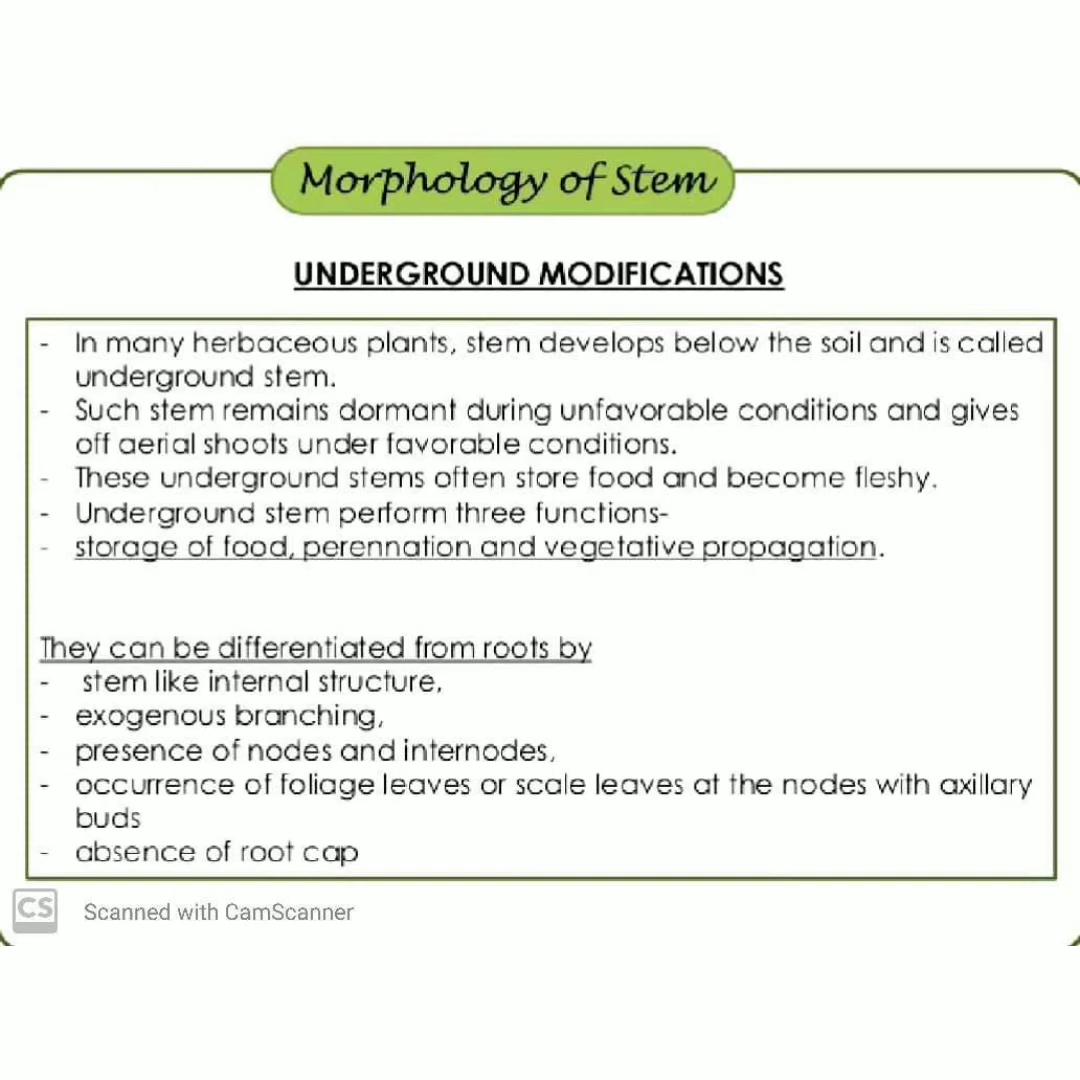 Morphology of Stem
UNDERGROUND MODIFICATIONS
- In many herbaceous plants, stem develops below the soil and is called
underground stem.
- Such stem remains dormant during unfavorable conditions and gives
off aerial shoots under favorable conditions.
- These underground stems often store food and become fleshy.
- Underground stem perform three functions-
- storage of food, perennation and vegetative propagation.
They can be differentiated from roots by
- stem like internal structure,
- exogenous branching,
- presence of nodes and internodes,
- occurrence of foliage leaves or scale leaves at the nodes with axillary
buds
- absence of root cap
CS Scanned with CamScanner